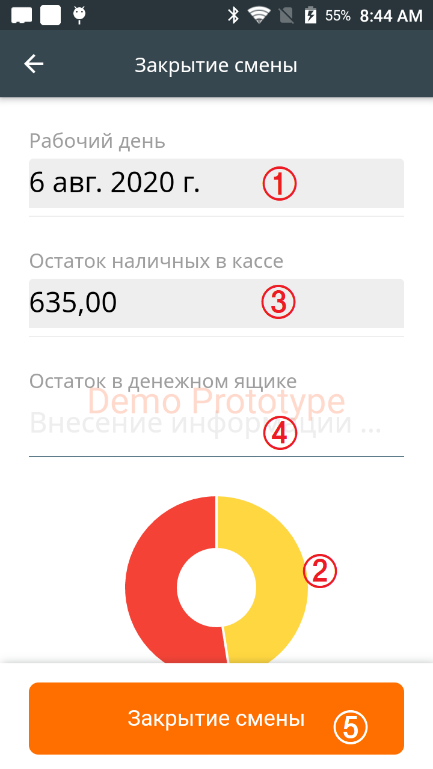 55% 8:44 AM
Закрытие смены
Рабочий день
6 авг. 2020 г. ①
Остаток наличных в кассе
635,00 ③
Остаток в денежном ящике
Demo Prototype
Внесение информации ... ④
②
Закрытие смены ⑤